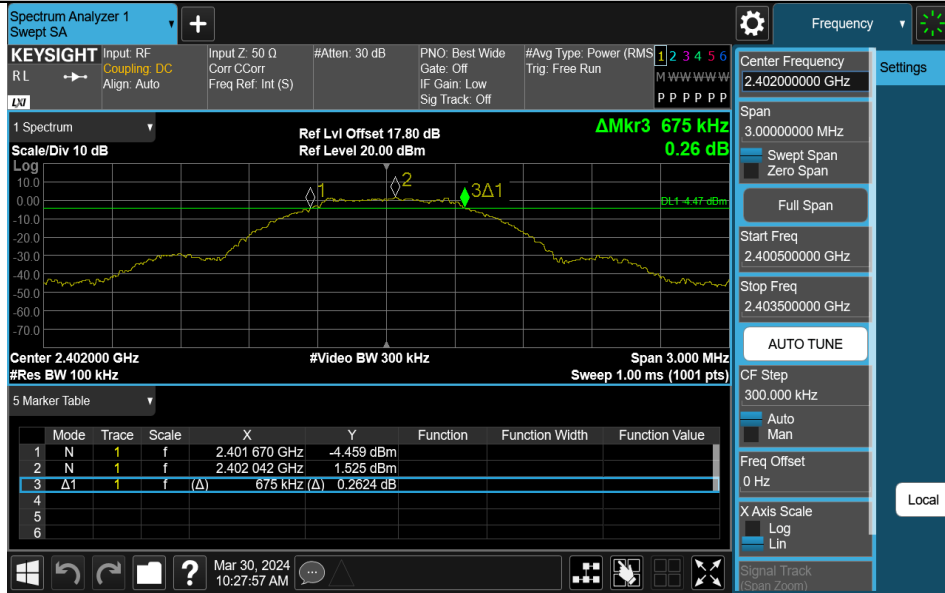 Spectrum Analyzer 1
Swept SA
+
Frequency
KEYSIGHT
R L
LXI
Input: RF
Coupling: DC
Align: Auto
Input Z: 50 Ω
Corr CCorr
Freq Ref: Int (S)
#Atten: 30 dB
PNO: Best Wide
Gate: Off
IF Gain: Low
Sig Track: Off
#Avg Type: Power (RMS
Trig: Free Run
1 2 3 4 5 6
M W W W W W
P P P P P P
1 Spectrum
Scale/Div 10 dB
Ref Lvl Offset 17.80 dB
Ref Level 20.00 dBm
ΔMkr3 675 kHz
0.26 dB
Log
10.0
0.00
-10.0
-20.0
-30.0
-40.0
-50.0
-60.0
-70.0
1
2
3Δ1
DL1 -4.47 dBm
Center 2.402000 GHz
#Video BW 300 kHz
Span 3.000 MHz
#Res BW 100 kHz
Sweep 1.00 ms (1001 pts)
5 Marker Table
Mode Trace Scale X Y Function Function Width Function Value
1 N 1 f 2.401 670 GHz -4.459 dBm
2 N 1 f 2.402 042 GHz 1.525 dBm
3 Δ1 1 f (Δ) 675 kHz (Δ) 0.2624 dB
4
5
6
?
Mar 30, 2024
10:27:57 AM
Center Frequency
2.402000000 GHz
Span
3.00000000 MHz
Swept Span
Zero Span
Full Span
Start Freq
2.400500000 GHz
Stop Freq
2.403500000 GHz
AUTO TUNE
CF Step
300.000 kHz
Auto
Man
Freq Offset
0 Hz
X Axis Scale
Log
Lin
Signal Track
(Span Zoom)
Settings
Local